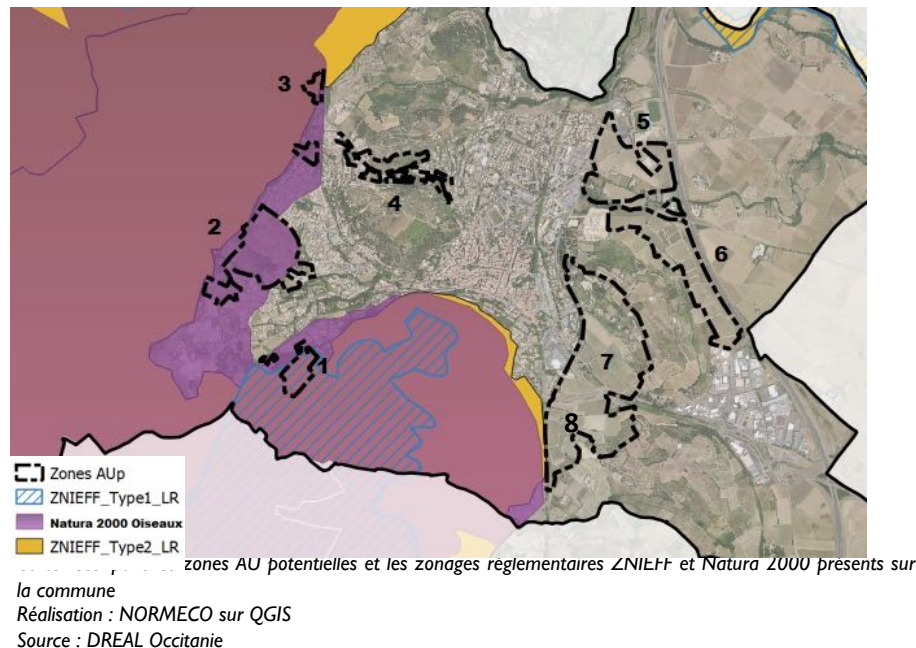 3
5
4
2
6
1
7
8
Zones AUp
ZNIEFF_Type1_LR
Natura 2000 Oiseaux
ZNIEFF_Type2_LR
zones AU potentielles et les zonages réglementaires ZNIEFF et Natura 2000 présents sur
la commune
Réalisation : NORMECO sur QGIS
Source : DREAL Occitanie